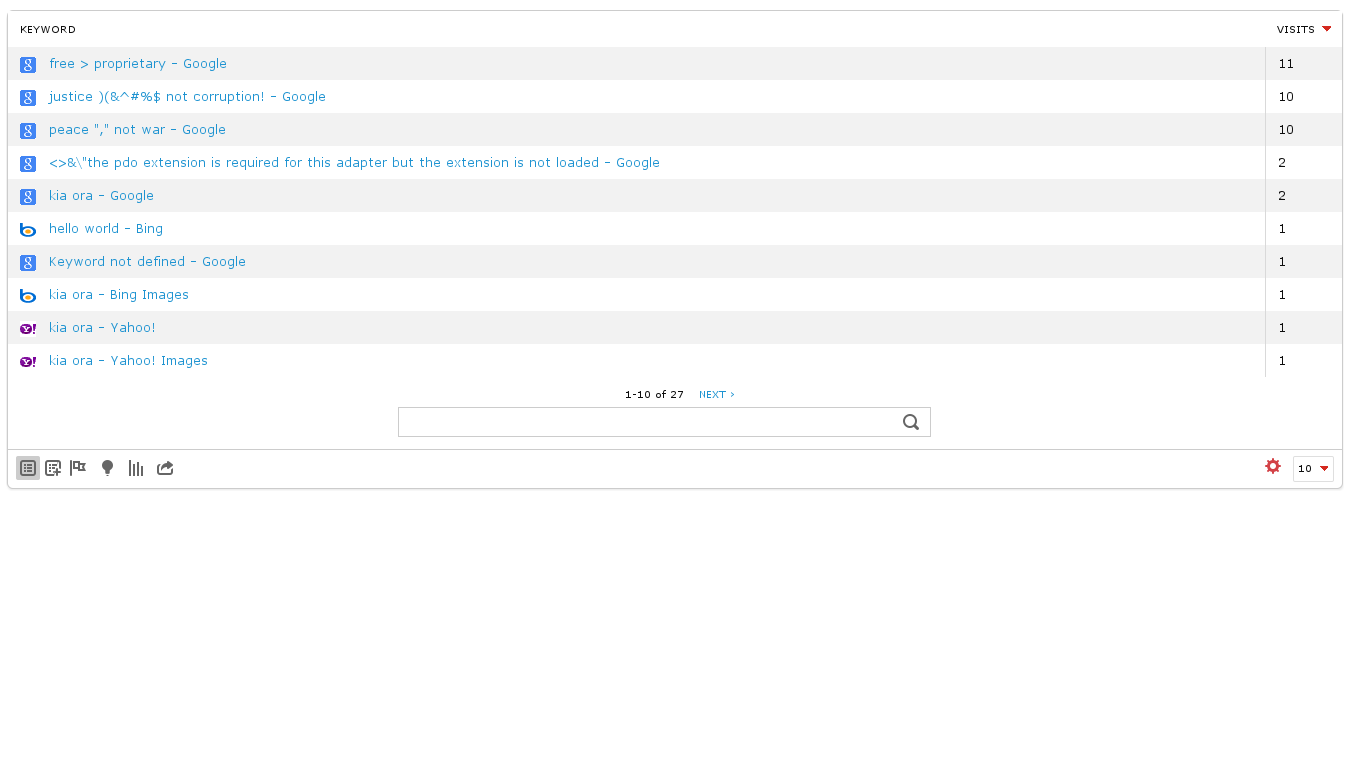 KEYWORD VISITS
free > proprietary - Google 11
justice )(&^#%$ not corruption! - Google 10
peace "," not war - Google 10
<>&\"the pdo extension is required for this adapter but the extension is not loaded - Google 2
kia ora - Google 2
hello world - Bing 1
Keyword not defined - Google 1
kia ora - Bing Images 1
kia ora - Yahoo! 1
kia ora - Yahoo! Images 1
1-10 of 27 NEXT ›
10